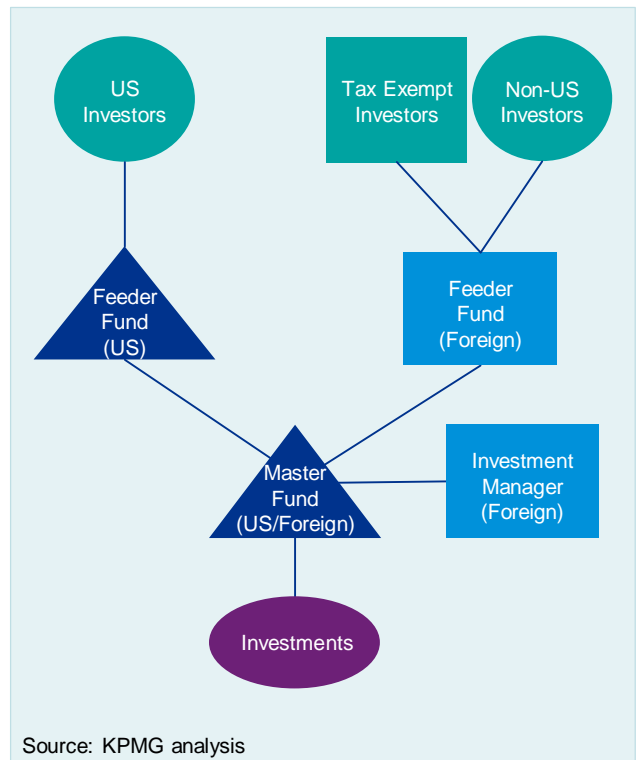 US
Investors
Tax Exempt
Investors
Non-US
Investors
Feeder
Fund
(US)
Feeder
Fund
(Foreign)
Master
Fund
(US/Foreign)
Investment
Manager
(Foreign)
Investments
Source: KPMG analysis